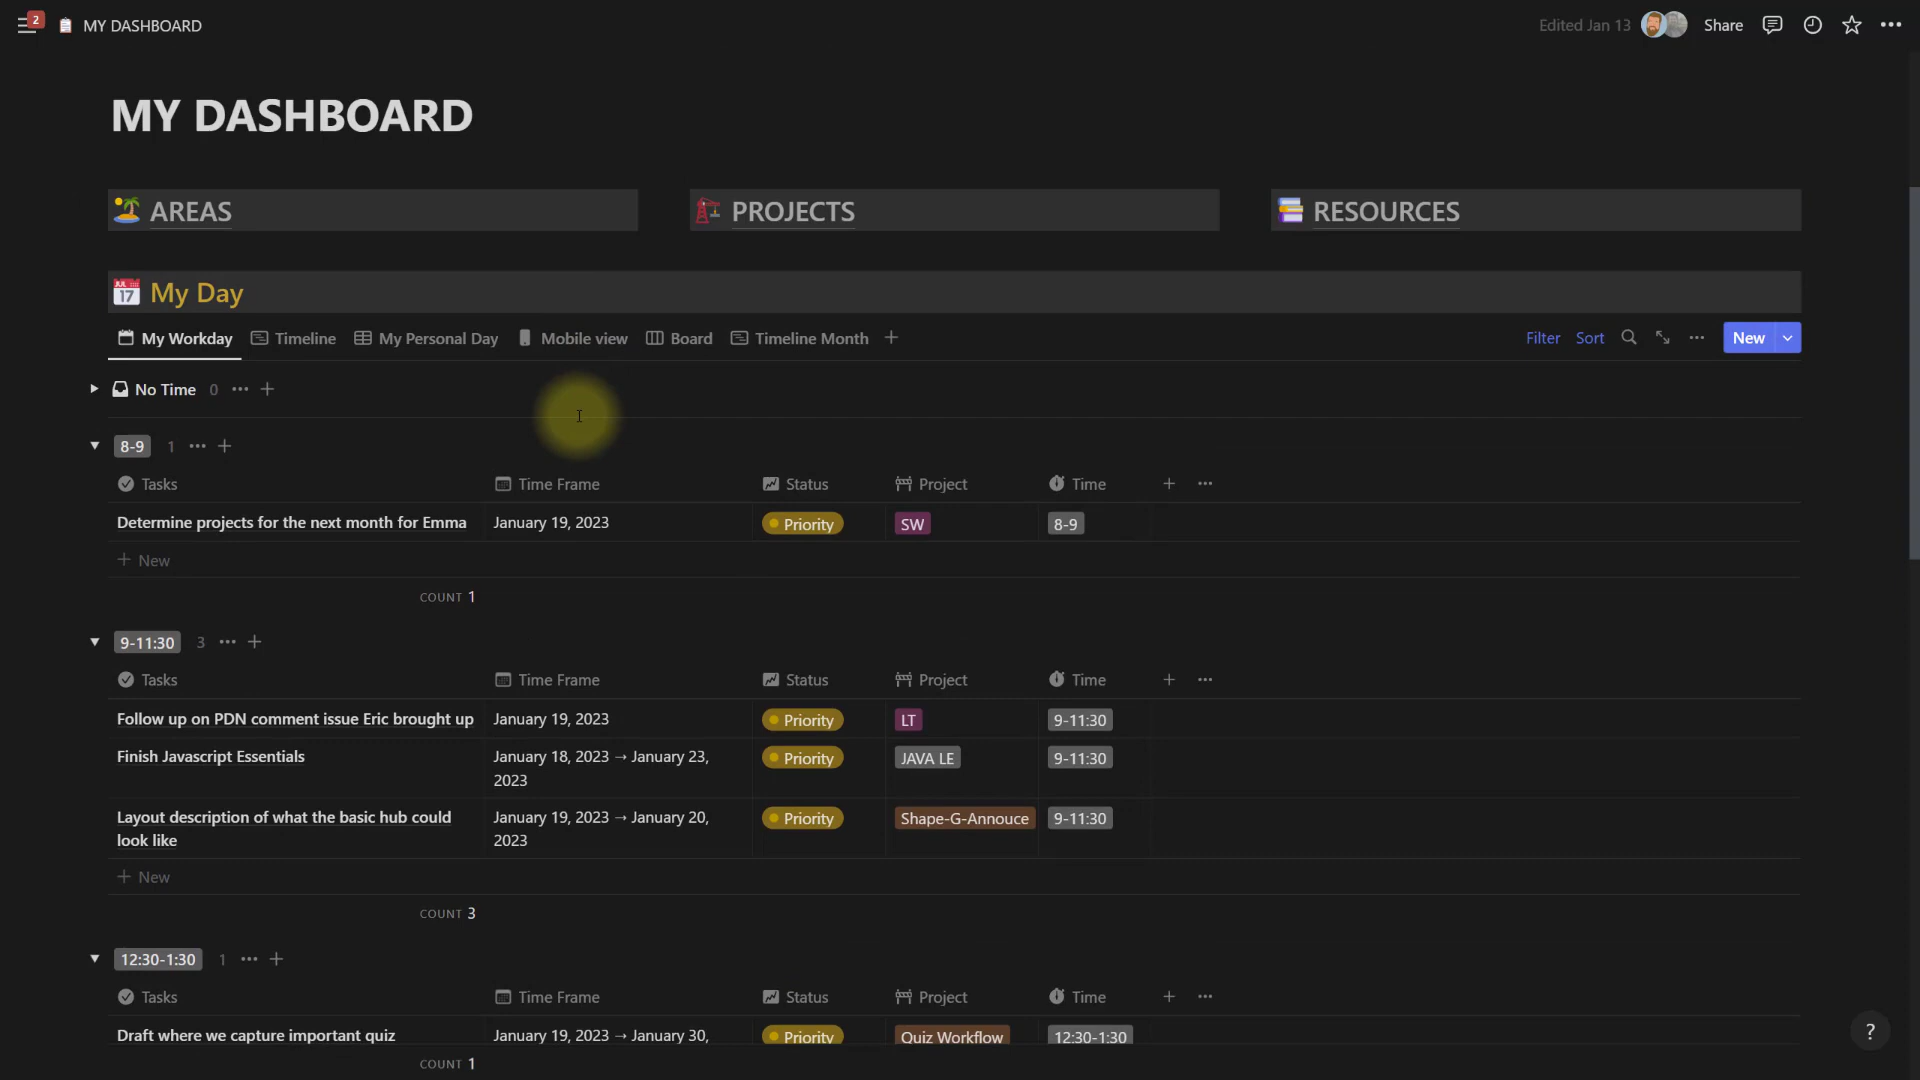 2 MY DASHBOARD Edited Jan 13 Share
MY DASHBOARD
AREAS PROJECTS RESOURCES
JUL 17 My Day
My Workday Timeline My Personal Day Mobile view Board Timeline Month + Filter Sort New
No Time 0 ... +
8-9 1 ... +
Tasks Time Frame Status Project Time + ...
Determine projects for the next month for Emma January 19, 2023 Priority SW 8-9
+ New
COUNT 1
9-11:30 3 ... +
Tasks Time Frame Status Project Time + ...
Follow up on PDN comment issue Eric brought up January 19, 2023 Priority LT 9-11:30
Finish Javascript Essentials January 18, 2023 → January 23, Priority JAVA LE 9-11:30
2023
Layout description of what the basic hub could January 19, 2023 → January 20, Priority Shape-G-Annouce 9-11:30
look like 2023
+ New
COUNT 3
12:30-1:30 1 ... +
Tasks Time Frame Status Project Time + ...
Draft where we capture important quiz January 19, 2023 → January 30, Priority Quiz Workflow 12:30-1:30
COUNT 1
?